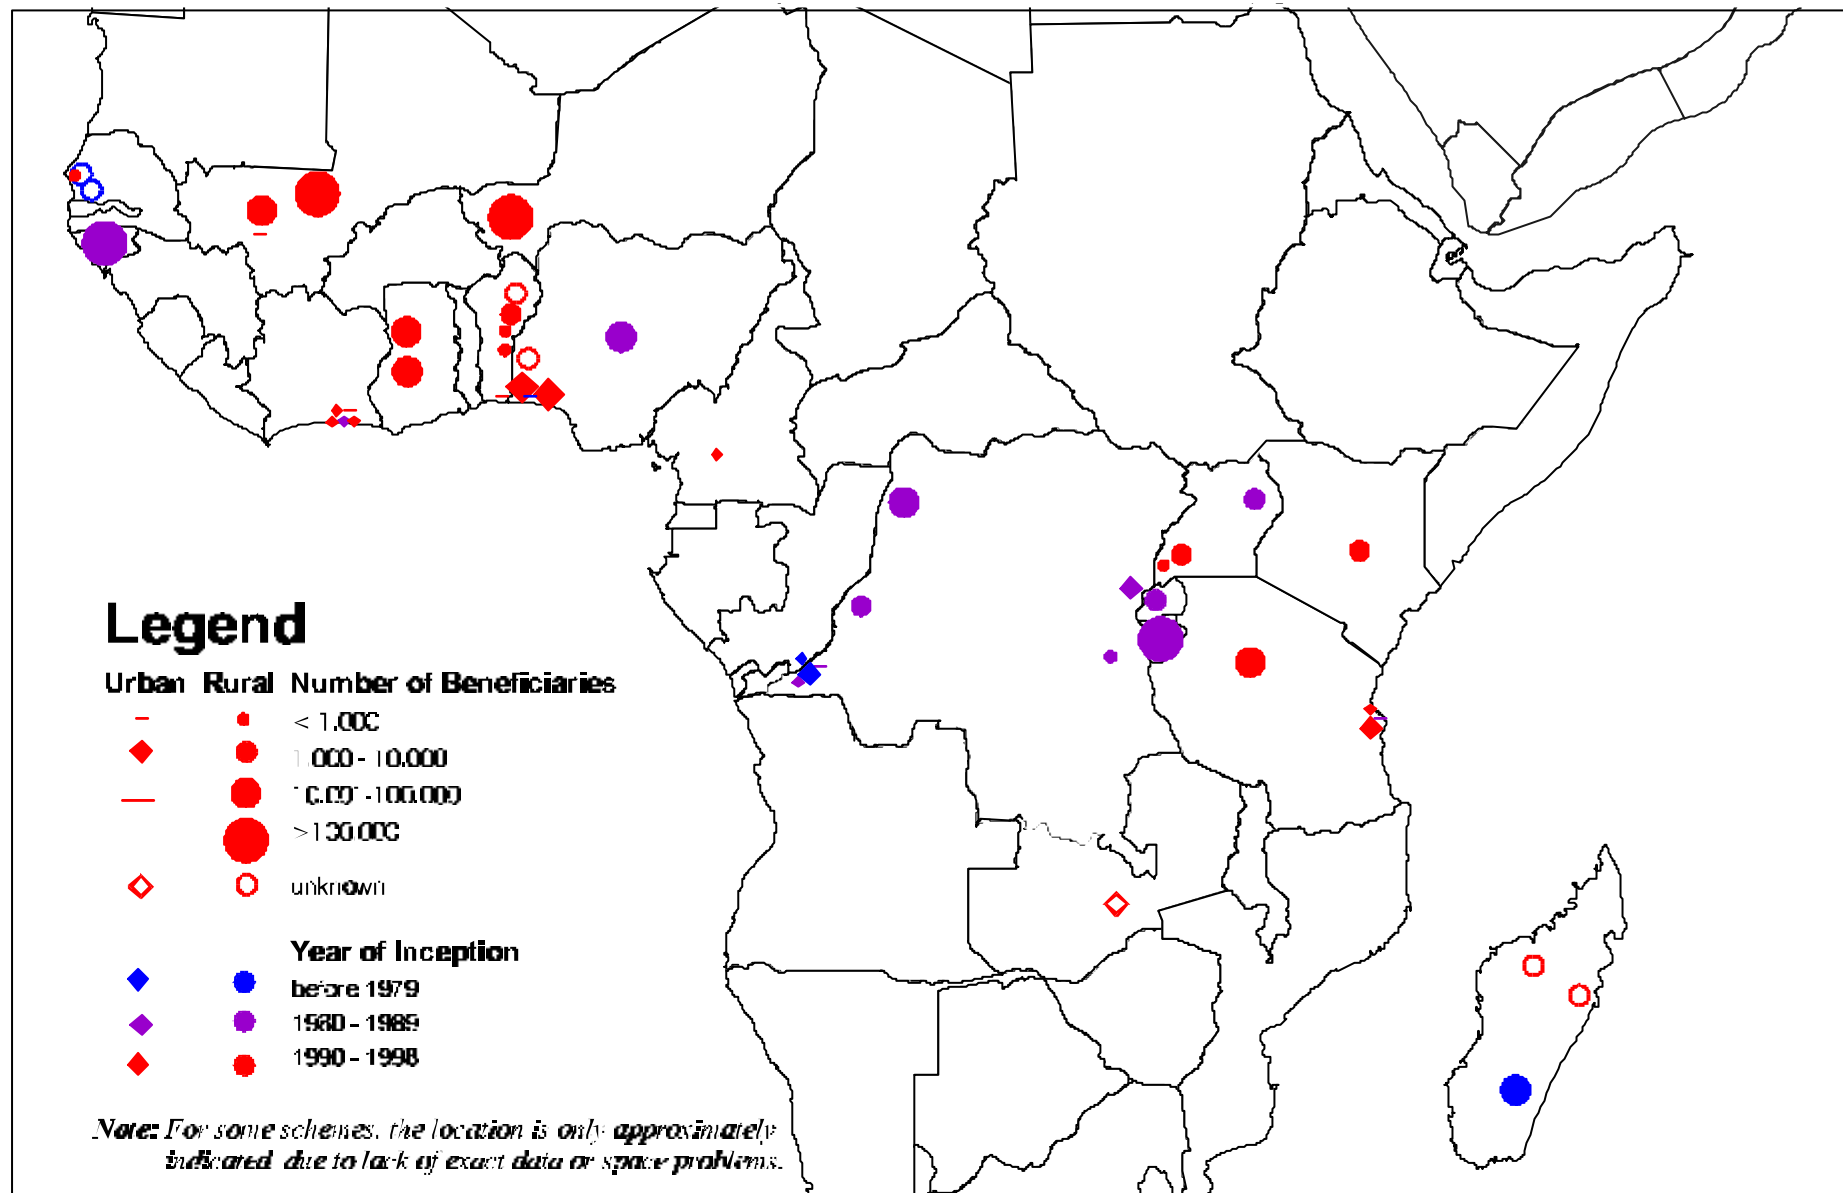 Legend
Urban Rural Number of Beneficiaries
< 1.000
1.000 - 10.000
10.001 -100.000
>100.000
unknown
Year of Inception
before 1979
1980 - 1989
1990 - 1998
Note: For some schemes, the location is only approximately
indicated due to lack of exact data or space problems.